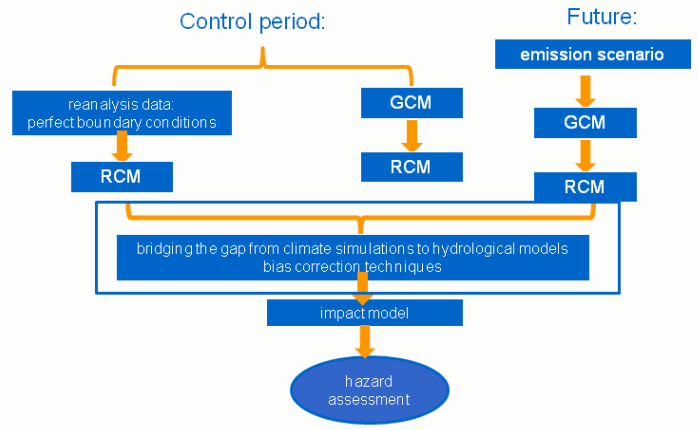 Control period:
Future:
emission scenario
reanalysis data:
perfect boundary conditions
GCM
GCM
RCM
RCM
RCM
bridging the gap from climate simulations to hydrological models
bias correction techniques
impact model
hazard
assessment